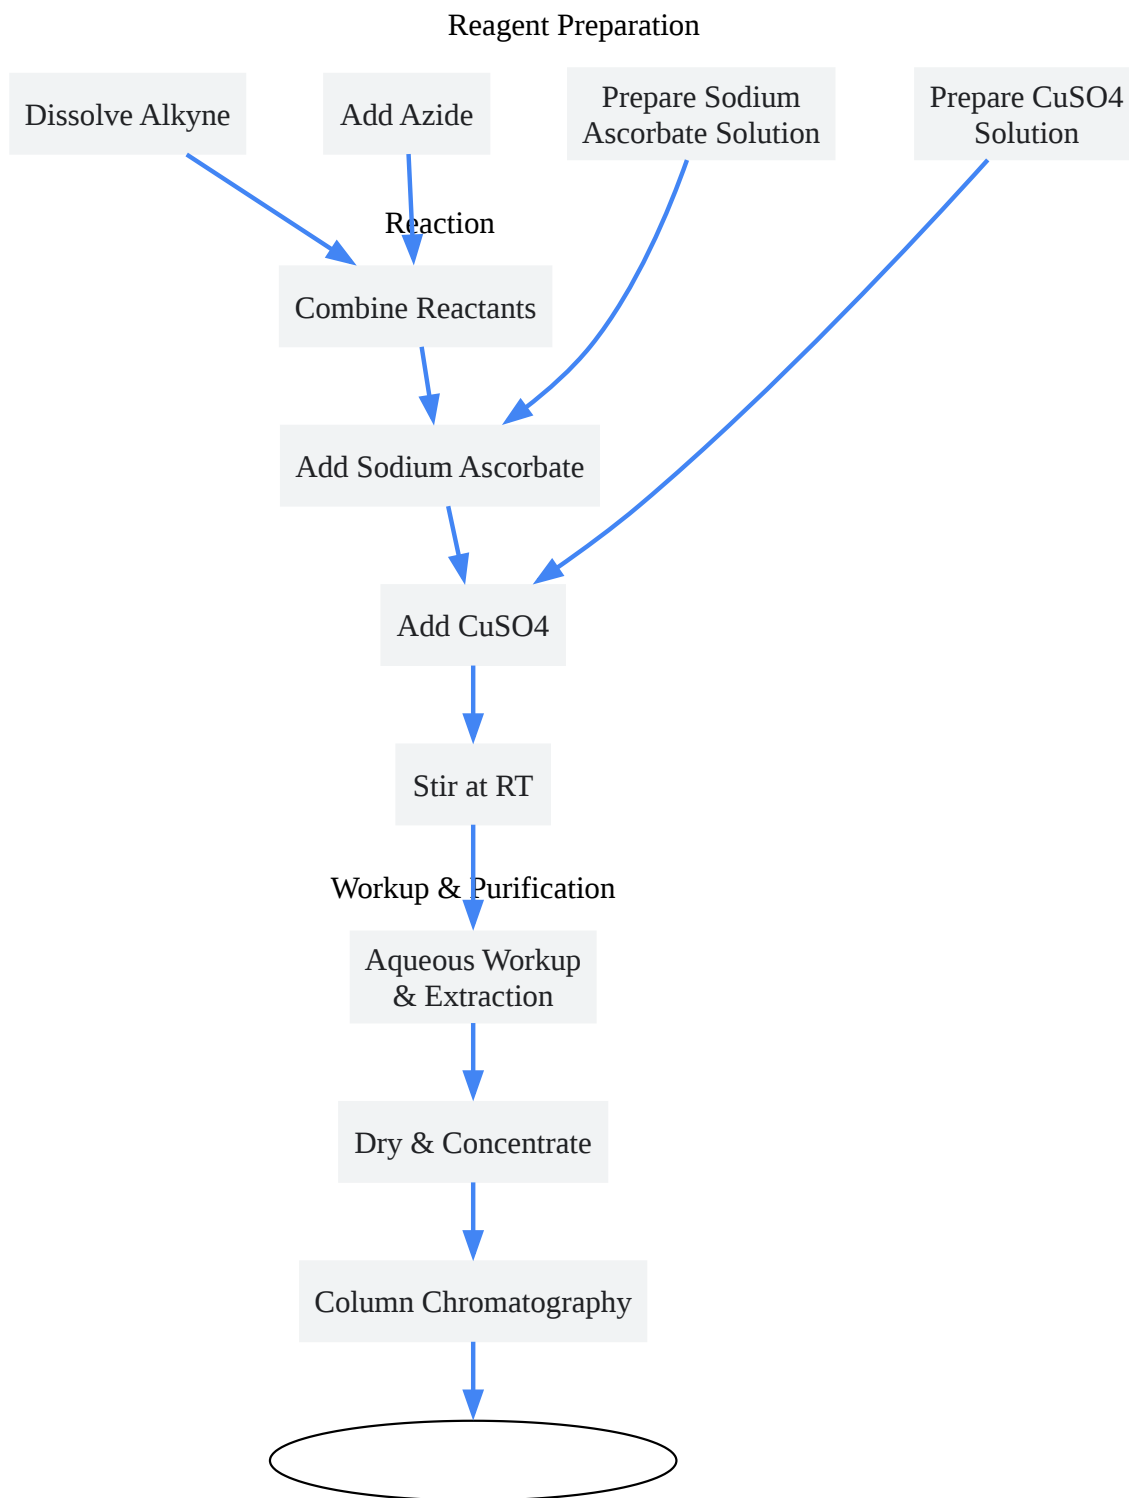 Reagent Preparation
Dissolve Alkyne
Add Azide
Prepare Sodium
Ascorbate Solution
Prepare CuSO4
Solution
Reaction
Combine Reactants
Add Sodium Ascorbate
Add CuSO4
Stir at RT
Workup & Purification
Aqueous Workup
& Extraction
Dry & Concentrate
Column Chromatography